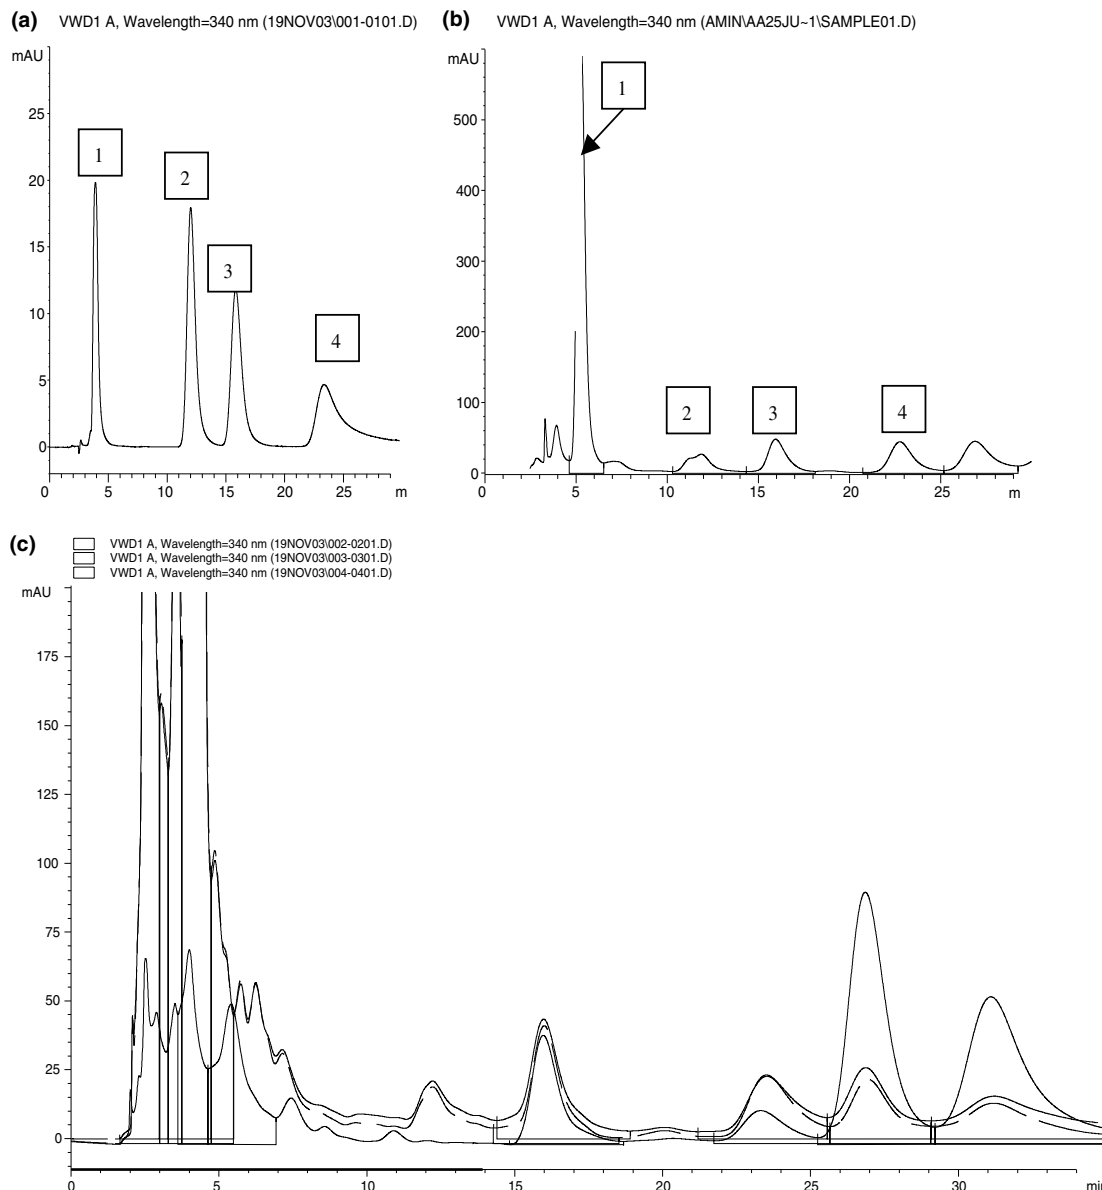 (a) VWD1 A, Wavelength=340 nm (19NOV03\001-0101.D)
mAU
25
20
15
10
5
0
1
2
3
4
0 5 10 15 20 25 m
(b) VWD1 A, Wavelength=340 nm (AMIN\AA25JU~1\SAMPLE01.D)
mAU
500
400
300
200
100
0
1
2
3
4
0 5 10 15 20 25 m
(c)
VWD1 A, Wavelength=340 nm (19NOV03\002-0201.D)
VWD1 A, Wavelength=340 nm (19NOV03\003-0301.D)
VWD1 A, Wavelength=340 nm (19NOV03\004-0401.D)
mAU
175
150
125
100
75
50
25
0
0 5 10 15 20 25 30 min